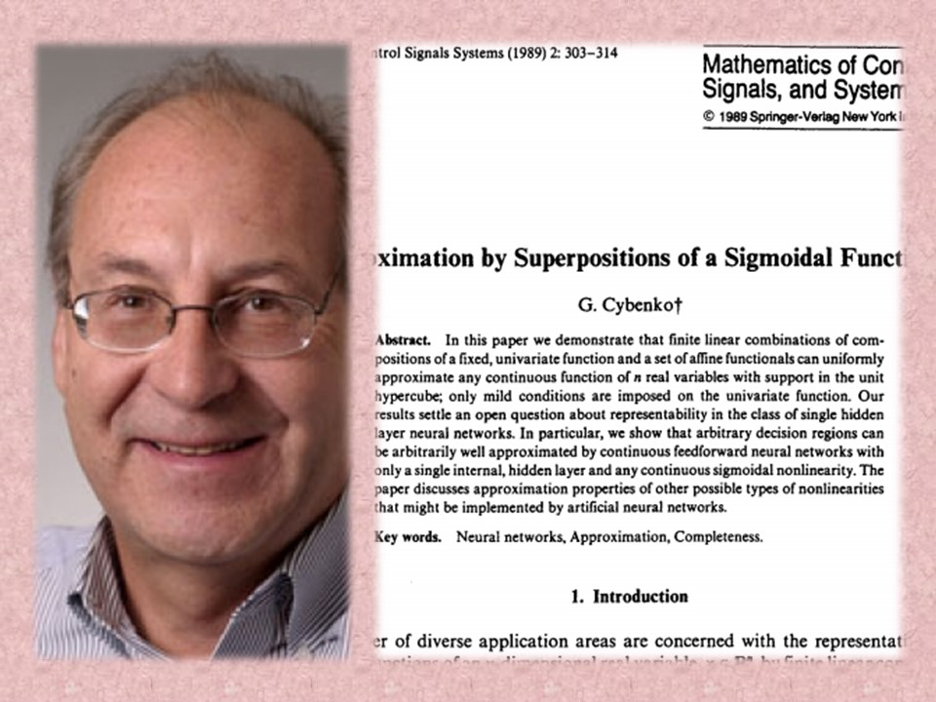 ntrol Signals Systems (1989) 2: 303–314
Mathematics of Con
Signals, and System
© 1989 Springer-Verlag New York I
ximation by Superpositions of a Sigmoidal Funct
G. Cybenko†
Abstract. In this paper we demonstrate that finite linear combinations of com-
positions of a fixed, univariate function and a set of affine functionals can uniformly
approximate any continuous function of n real variables with support in the unit
hypercube; only mild conditions are imposed on the univariate function. Our
results settle an open question about representability in the class of single hidden
layer neural networks. In particular, we show that arbitrary decision regions can
be arbitrarily well approximated by continuous feedforward neural networks with
only a single internal, hidden layer and any continuous sigmoidal nonlinearity. The
paper discusses approximation properties of other possible types of nonlinearities
that might be implemented by artificial neural networks.
Key words. Neural networks, Approximation, Completeness.
1. Introduction
er of diverse application areas are concerned with the representat